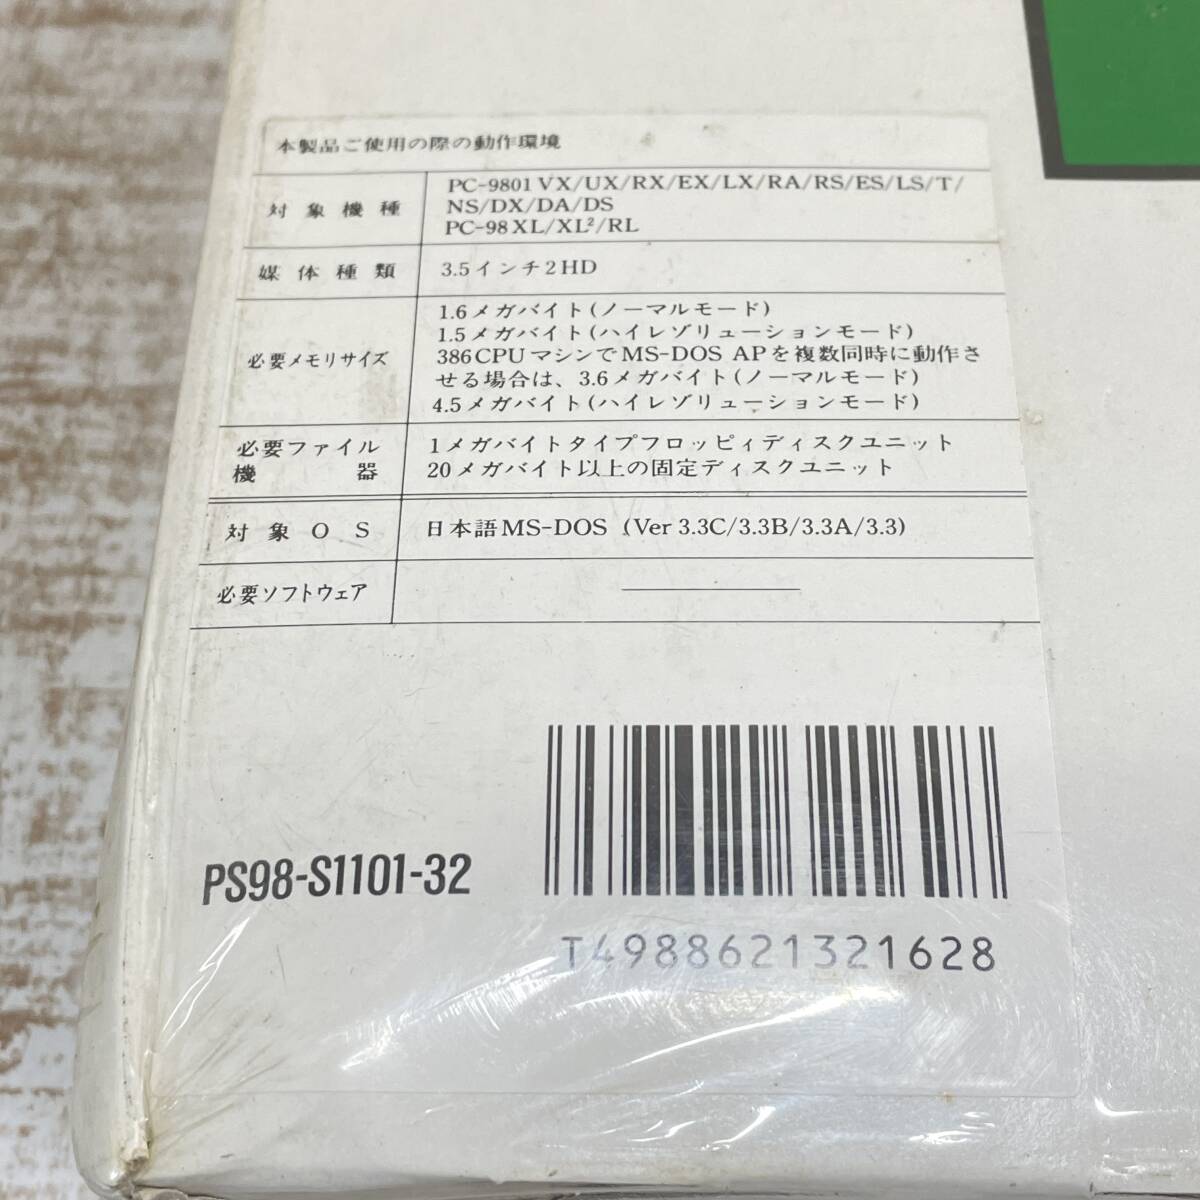 本製品ご使用の際の動作環境
対象機種
PC-9801 VX/UX/RX/EX/LX/RA/RS/ES/LS/T/
NS/DX/DA/DS
PC-98 XL/XL²/RL
媒体種類
3.5インチ2HD
必要メモリサイズ
1.6メガバイト(ノーマルモード)
1.5メガバイト(ハイレゾリューションモード)
386CPUマシンでMS-DOS APを複数同時に動作さ
せる場合は、3.6メガバイト(ノーマルモード)
4.5メガバイト(ハイレゾリューションモード)
必要ファイル
機器
1メガバイトタイプフロッピィディスクユニット
20メガバイト以上の固定ディスクユニット
対象OS
日本語MS-DOS (Ver 3.3C/3.3B/3.3A/3.3)
必要ソフトウェア
PS98-S1101-32
T4988621321628